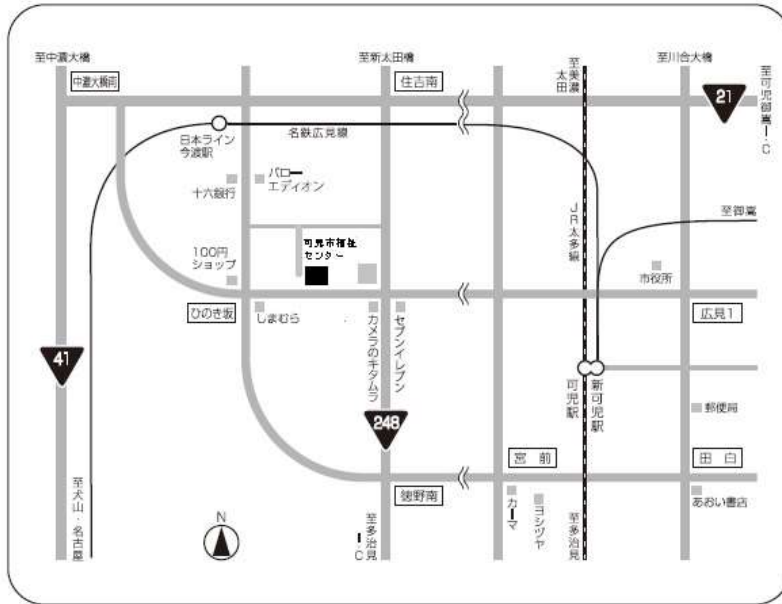 至中濃大橋
至新太田橋
至美濃太田
至川合大橋
至可児御嵩I・C
中濃大橋南
住吉南
21
日本ライン
今渡駅
名鉄広見線
バロー
エディオン
十六銀行
JR太多線
至御嵩
可児市福祉
センター
100円
ショップ
市役所
ひのき坂
しまむら
カメラのキタムラ
セブンイレブン
広見1
41
248
可児駅
新可児駅
郵便局
宮前
田白
徳野南
至犬山・名古屋
N
至多治見I・C
カーマ
ヨシヅヤ
至多治見
あおい書店